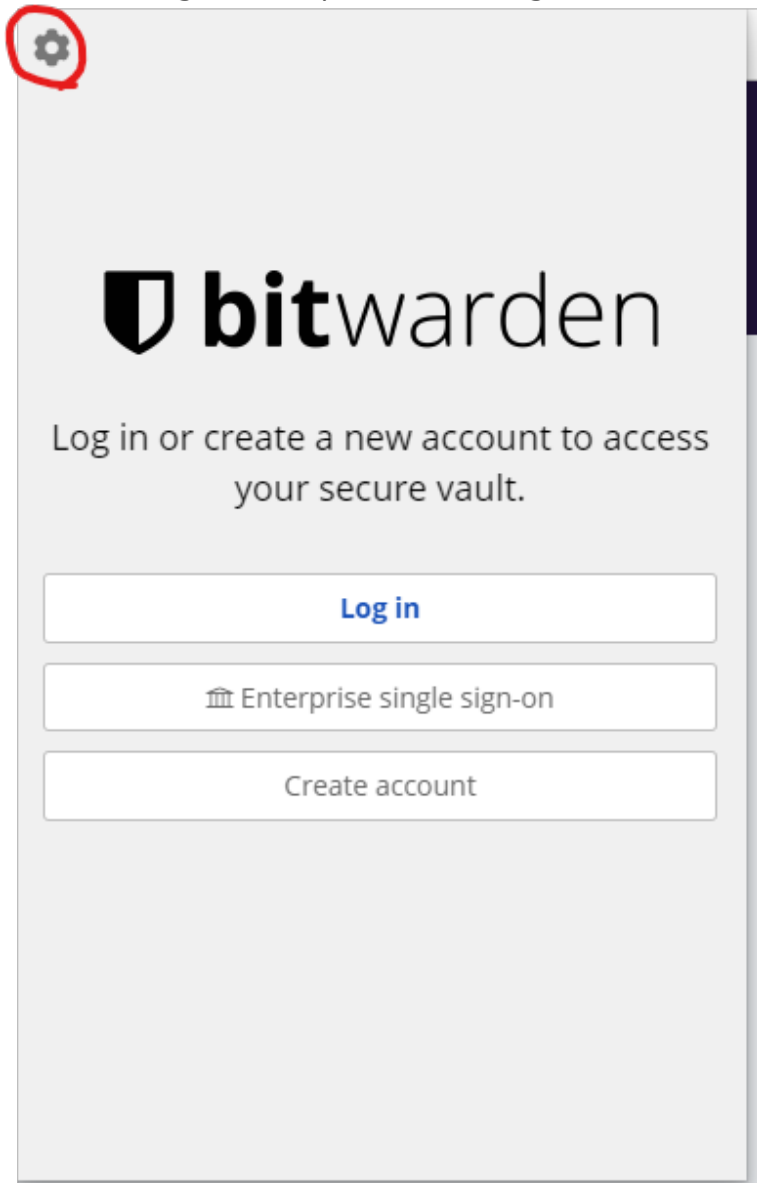 bitwarden
Log in or create a new account to access
your secure vault.
Log in
Enterprise single sign-on
Create account